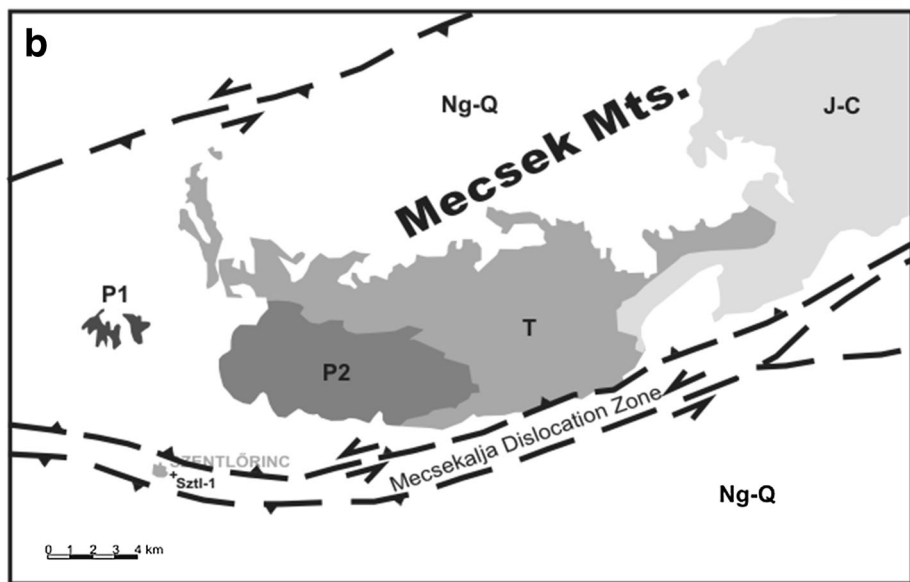 b
Ng-Q
J-C
Mecsek Mts.
P1
T
P2
Mecsekalja Dislocation Zone
SZENTLŐRINC
+Sztl-1
Ng-Q
0 1 2 3 4 km